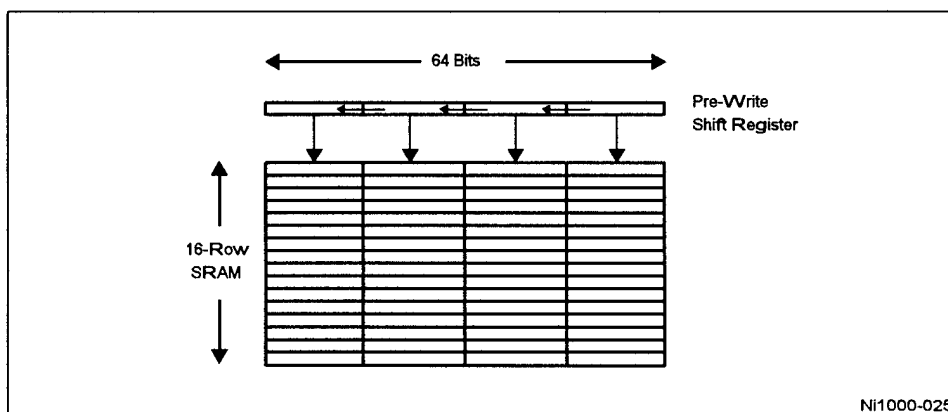 64 Bits
Pre-Write
Shift Register
16-Row
SRAM
Ni1000-025